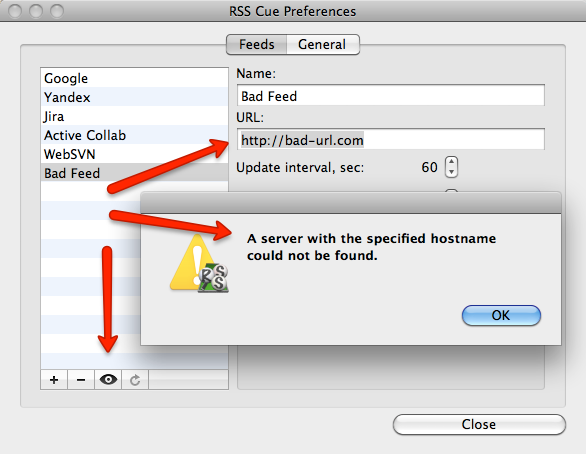 RSS Cue Preferences
Feeds General
Google
Yandex
Jira
Active Collab
WebSVN
Bad Feed
Name:
Bad Feed
URL:
http://bad-url.com
Update interval, sec: 60
A server with the specified hostname
could not be found.
RSS
OK
+ −
Close